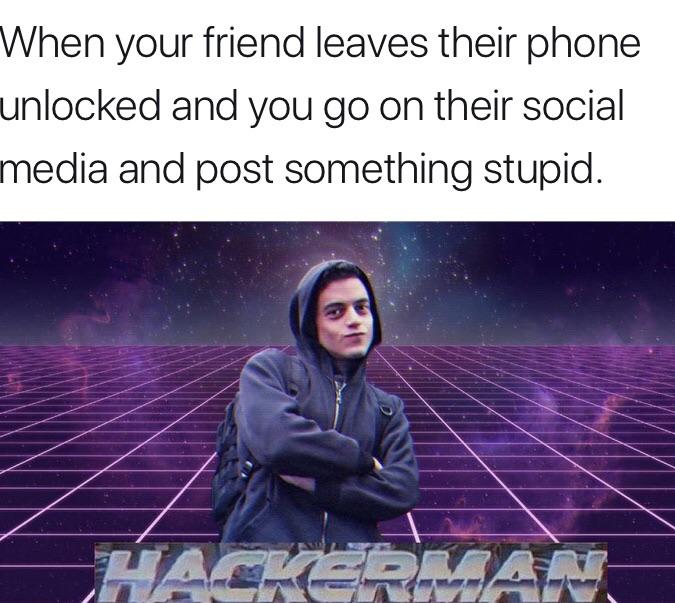 When your friend leaves their phone
unlocked and you go on their social
media and post something stupid.
HACKERMAN